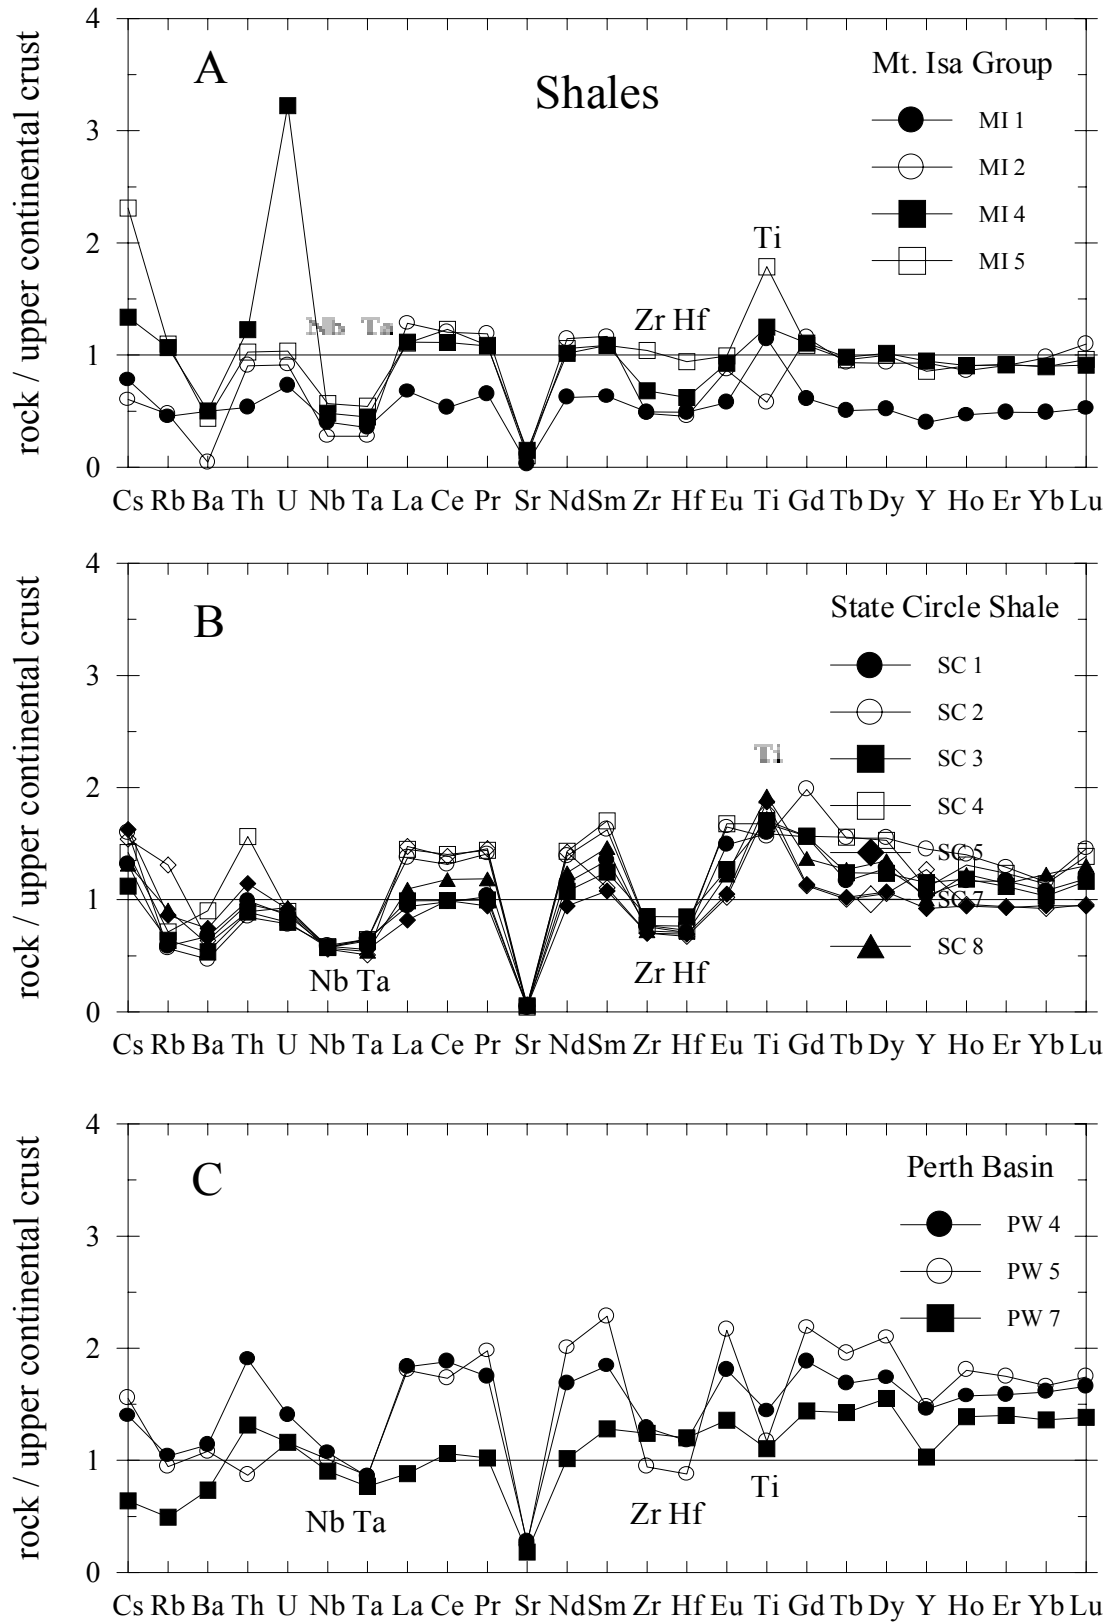 4
A
Shales
Mt. Isa Group
MI 1
MI 2
MI 4
MI 5
3
2
1
0
rock / upper continental crust
Ti
Nb Ta
Zr Hf
Cs Rb Ba Th U Nb Ta La Ce Pr Sr Nd Sm Zr Hf Eu Ti Gd Tb Dy Y Ho Er Yb Lu
4
B
State Circle Shale
SC 1
SC 2
SC 3
SC 4
SC 5
SC 7
SC 8
3
2
1
0
rock / upper continental crust
Ti
Nb Ta
Zr Hf
Cs Rb Ba Th U Nb Ta La Ce Pr Sr Nd Sm Zr Hf Eu Ti Gd Tb Dy Y Ho Er Yb Lu
4
C
Perth Basin
PW 4
PW 5
PW 7
3
2
1
0
rock / upper continental crust
Ti
Nb Ta
Zr Hf
Cs Rb Ba Th U Nb Ta La Ce Pr Sr Nd Sm Zr Hf Eu Ti Gd Tb Dy Y Ho Er Yb Lu